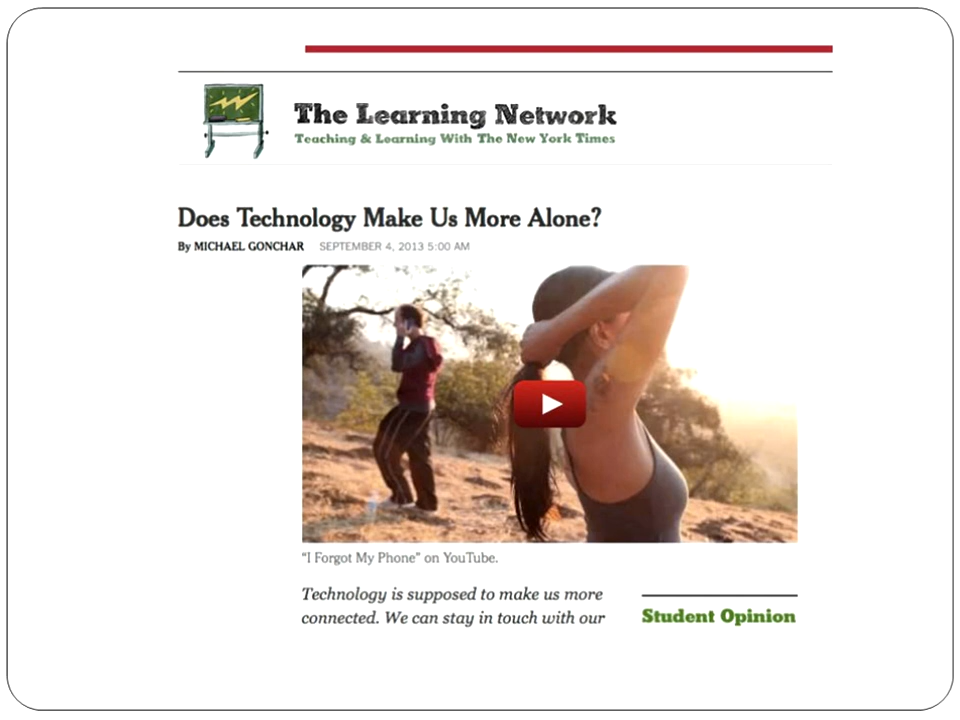 The Learning Network
Teaching & Learning With The New York Times
Does Technology Make Us More Alone?
By MICHAEL GONCHAR SEPTEMBER 4, 2013 5:00 AM
"I Forgot My Phone" on YouTube.
Technology is supposed to make us more
connected. We can stay in touch with our
Student Opinion